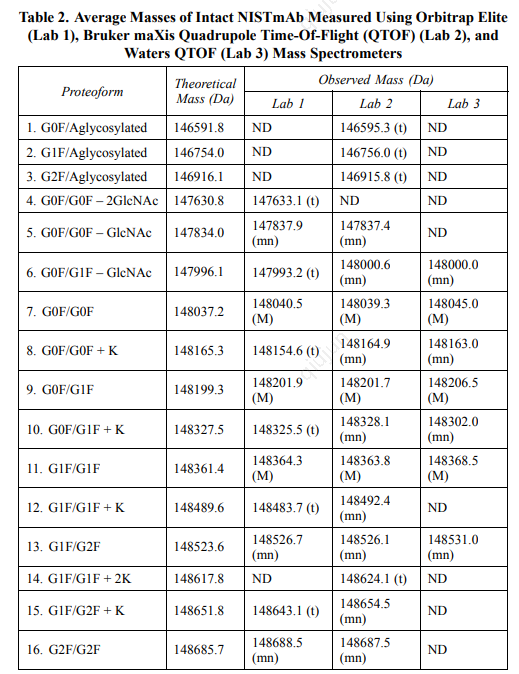 Table 2. Average Masses of Intact NISTmAb Measured Using Orbitrap Elite
(Lab 1), Bruker maXis Quadrupole Time-Of-Flight (QTOF) (Lab 2), and
Waters QTOF (Lab 3) Mass Spectrometers
Proteoform Theoretical Mass (Da) Observed Mass (Da)
Lab 1 Lab 2 Lab 3
1. G0F/Aglycosylated 146591.8 ND 146595.3 (t) ND
2. G1F/Aglycosylated 146754.0 ND 146756.0 (t) ND
3. G2F/Aglycosylated 146916.1 ND 146915.8 (t) ND
4. G0F/G0F – 2GlcNAc 147630.8 147633.1 (t) ND ND
5. G0F/G0F – GlcNAc 147834.0 147837.9 (mn) 147837.4 (mn) ND
6. G0F/G1F – GlcNAc 147996.1 147993.2 (t) 148000.6 (mn) 148000.0 (mn)
7. G0F/G0F 148037.2 148040.5 (M) 148039.3 (M) 148045.0 (M)
8. G0F/G0F + K 148165.3 148154.6 (t) 148164.9 (mn) 148163.0 (mn)
9. G0F/G1F 148199.3 148201.9 (M) 148201.7 (M) 148206.5 (M)
10. G0F/G1F + K 148327.5 148325.5 (t) 148328.1 (mn) 148302.0 (mn)
11. G1F/G1F 148361.4 148364.3 (M) 148363.8 (M) 148368.5 (M)
12. G1F/G1F + K 148489.6 148483.7 (t) 148492.4 (mn) ND
13. G1F/G2F 148523.6 148526.7 (mn) 148526.1 (mn) 148531.0 (mn)
14. G1F/G1F + 2K 148617.8 ND 148624.1 (t) ND
15. G1F/G2F + K 148651.8 148643.1 (t) 148654.5 (mn) ND
16. G2F/G2F 148685.7 148688.5 (mn) 148687.5 (mn) ND